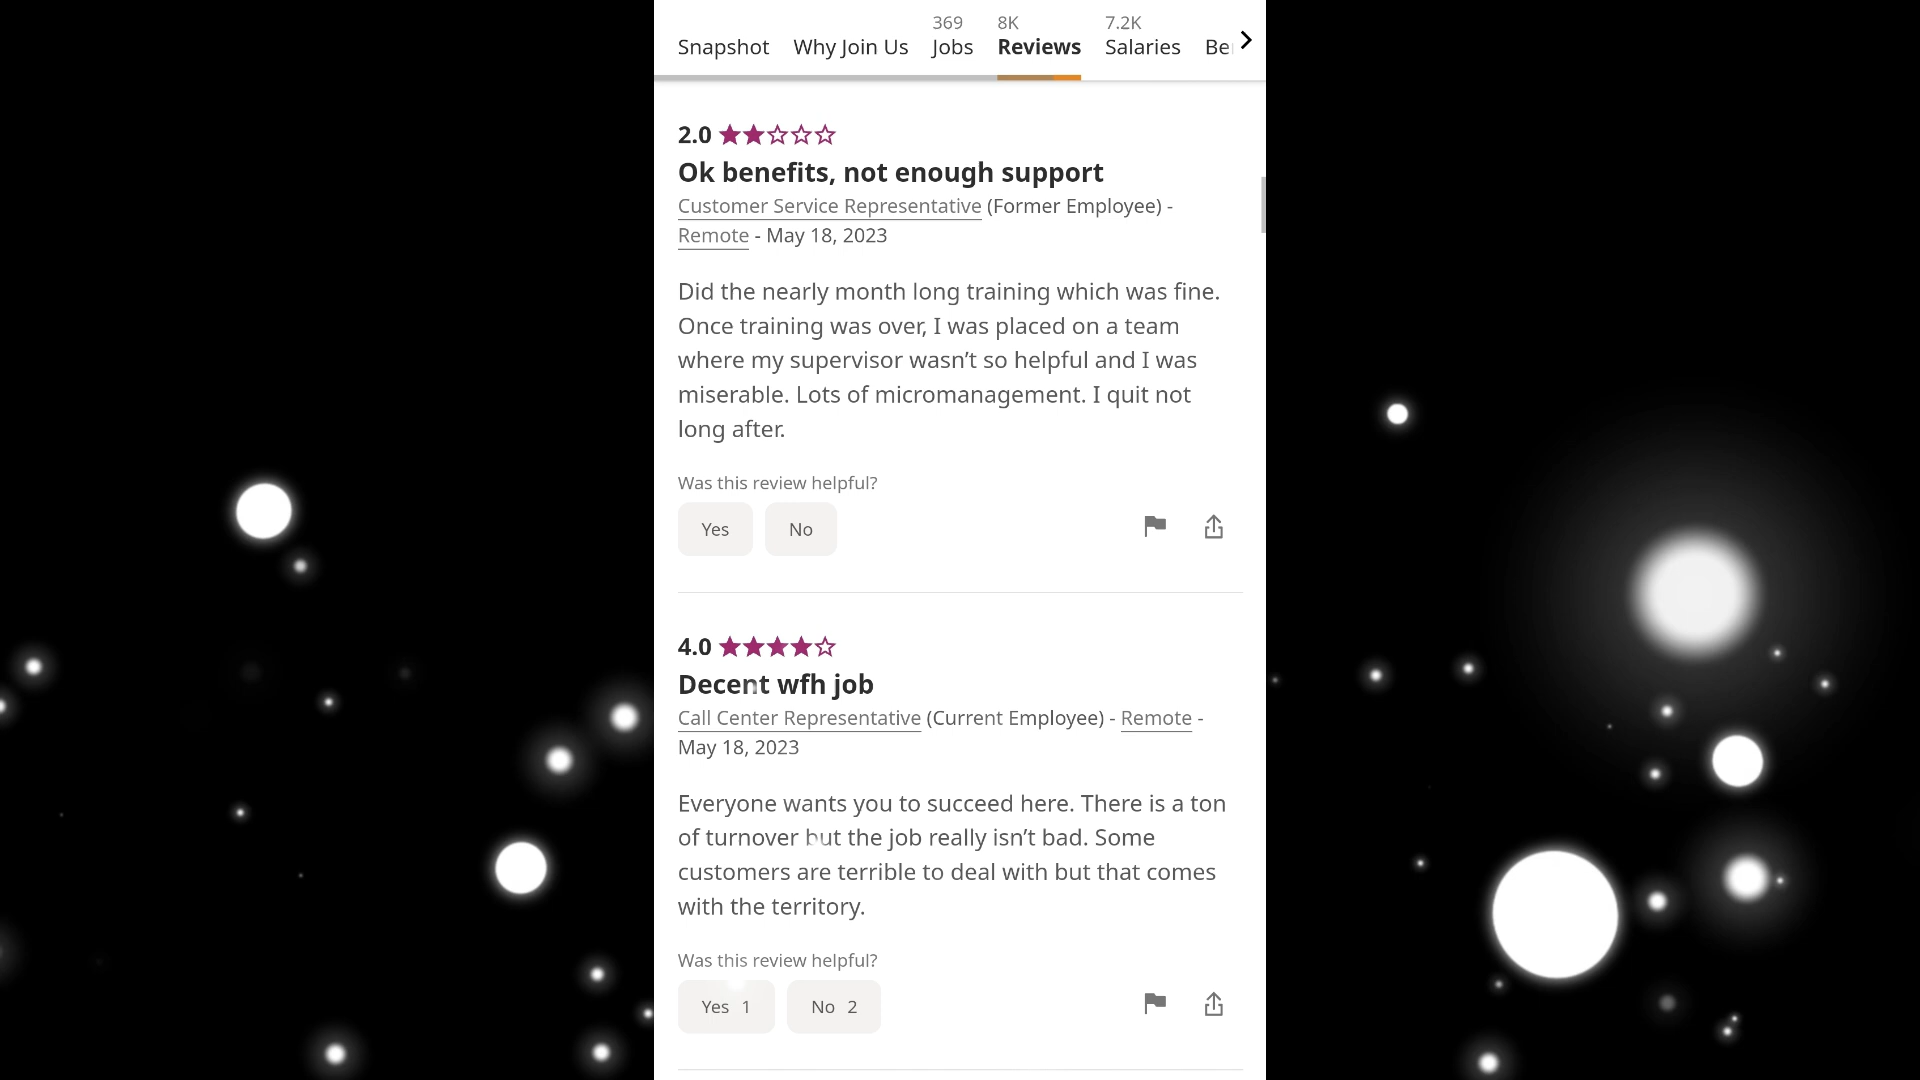 369 8K 7.2K
Snapshot Why Join Us Jobs Reviews Salaries Be
2.0
Ok benefits, not enough support
Customer Service Representative (Former Employee) -
Remote - May 18, 2023
Did the nearly month long training which was fine.
Once training was over, I was placed on a team
where my supervisor wasn’t so helpful and I was
miserable. Lots of micromanagement. I quit not
long after.
Was this review helpful?
Yes No
4.0
Decent wfh job
Call Center Representative (Current Employee) - Remote -
May 18, 2023
Everyone wants you to succeed here. There is a ton
of turnover but the job really isn’t bad. Some
customers are terrible to deal with but that comes
with the territory.
Was this review helpful?
Yes 1 No 2